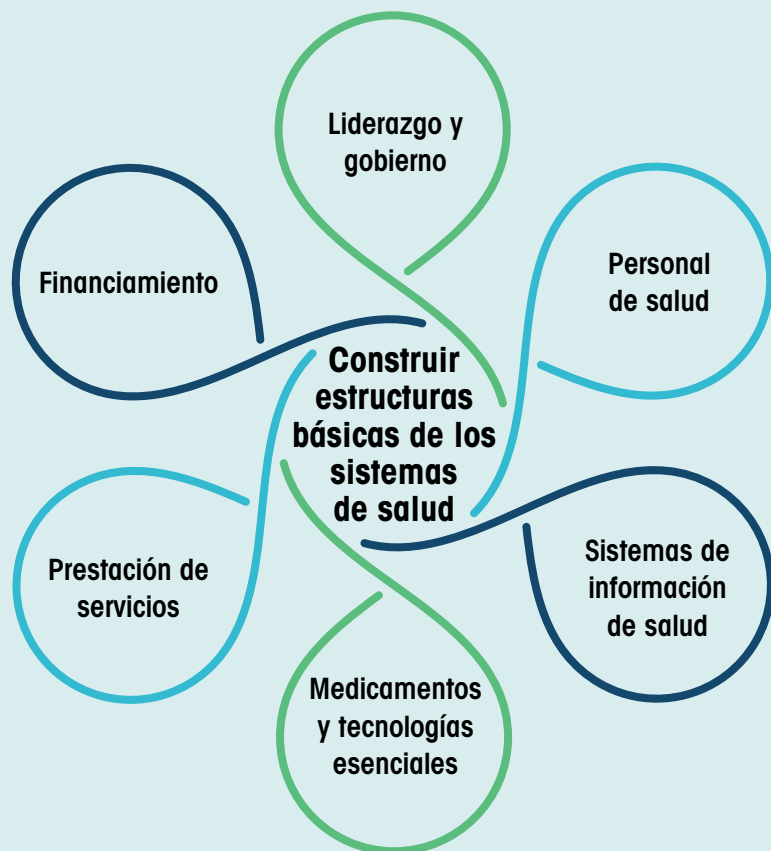 Liderazgo y
gobierno
Financiamiento
Personal
de salud
Construir
estructuras
básicas de los
sistemas
de salud
Prestación de
servicios
Sistemas de
información
de salud
Medicamentos
y tecnologías
esenciales